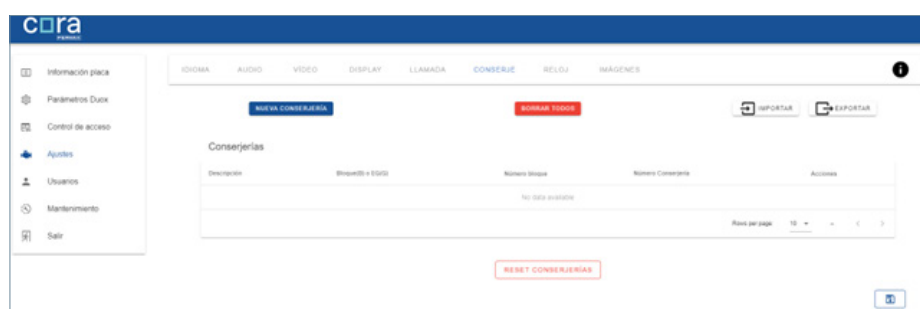 cora
FERMAX
Información placa
Parámetros Duox
Control de acceso
Ajustes
Usuarios
Mantenimiento
Salir
IDIOMA AUDIO VÍDEO DISPLAY LLAMADA CONSERJE RELOJ IMÁGENES
NUEVA CONSERJERÍA BORRAR TODOS IMPORTAR EXPORTAR
Conserjerías
Descripción Bloque(B) o EG(G) Número bloque Número Conserjería Acciones
No data available
Rows per page: 10 –
RESET CONSERJERÍAS